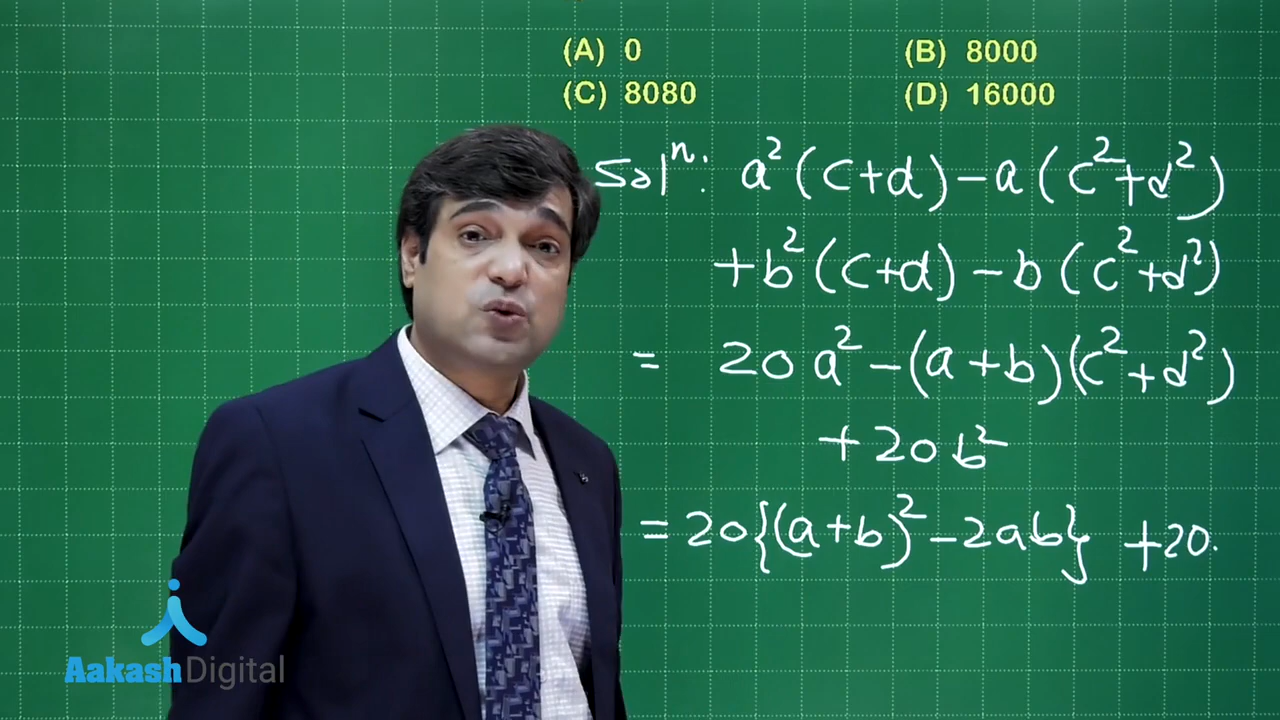 (A) 0 (B) 8000
(C) 8080 (D) 16000
Solⁿ: a²(c+d)−a(c²+d²)
+b²(c+d)−b(c²+d²)
= 20a²−(a+b)(c²+d²)
+20b²
=20{(a+b)²−2ab} +20.
Aakash Digital